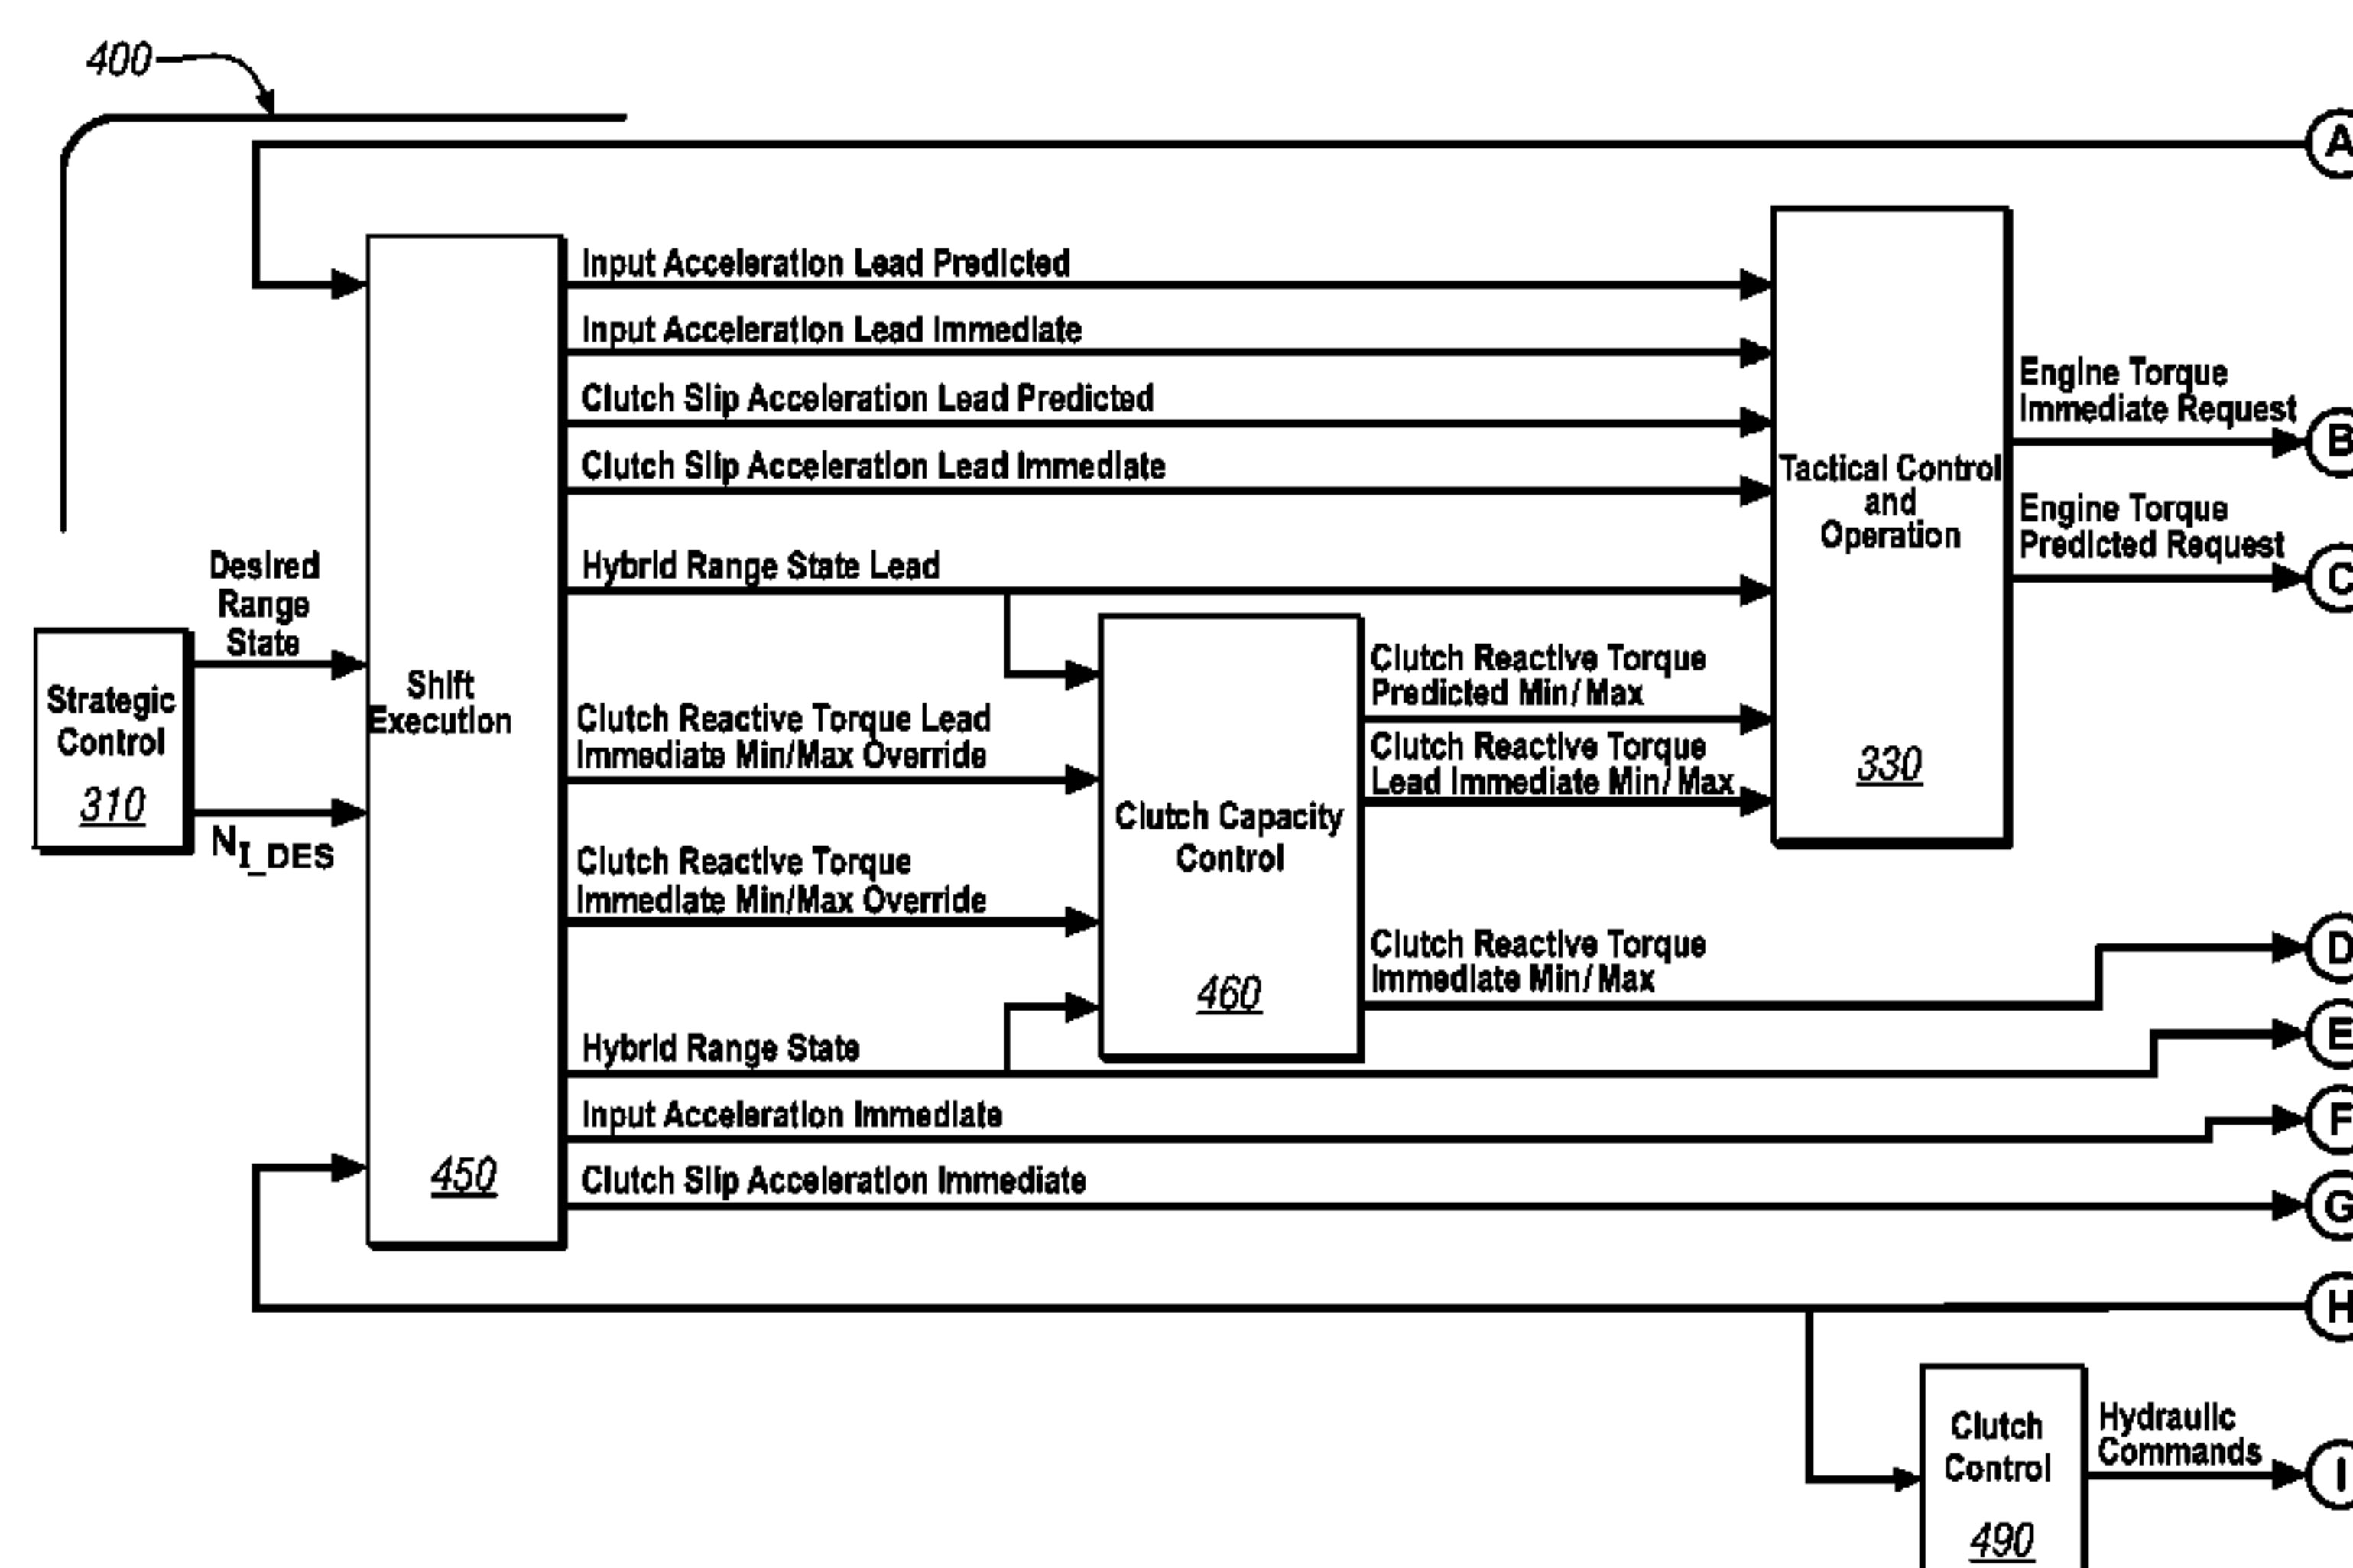 400
A
Input Acceleration Lead Predicted
Input Acceleration Lead Immediate
Clutch Slip Acceleration Lead Predicted
Clutch Slip Acceleration Lead Immediate
Hybrid Range State Lead
Tactical Control
and
Operation
330
Engine Torque
Immediate Request
B
Engine Torque
Predicted Request
C
Desired
Range
State
Strategic
Control
310
N I_DES
Shift
Execution
450
Clutch Reactive Torque Lead
Immediate Min/Max Override
Clutch Reactive Torque
Immediate Min/Max Override
Clutch Capacity
Control
460
Clutch Reactive Torque
Predicted Min/Max
Clutch Reactive Torque
Lead Immediate Min/Max
Clutch Reactive Torque
Immediate Min/Max
D
Hybrid Range State
E
Input Acceleration Immediate
F
Clutch Slip Acceleration Immediate
G
H
Clutch
Control
490
Hydraulic
Commands
I